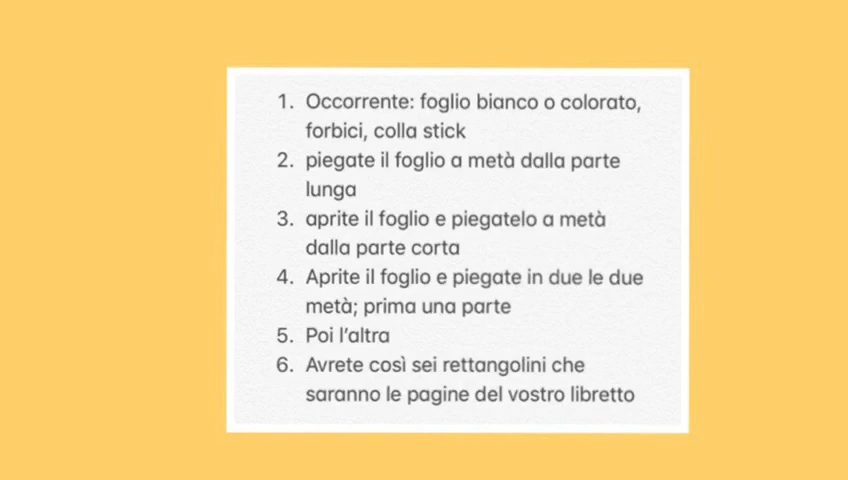 1. Occorrente: foglio bianco o colorato,
forbici, colla stick
2. piegate il foglio a metà dalla parte
lunga
3. aprite il foglio e piegatelo a metà
dalla parte corta
4. Aprite il foglio e piegate in due le due
metà; prima una parte
5. Poi l'altra
6. Avrete così sei rettangolini che
saranno le pagine del vostro libretto